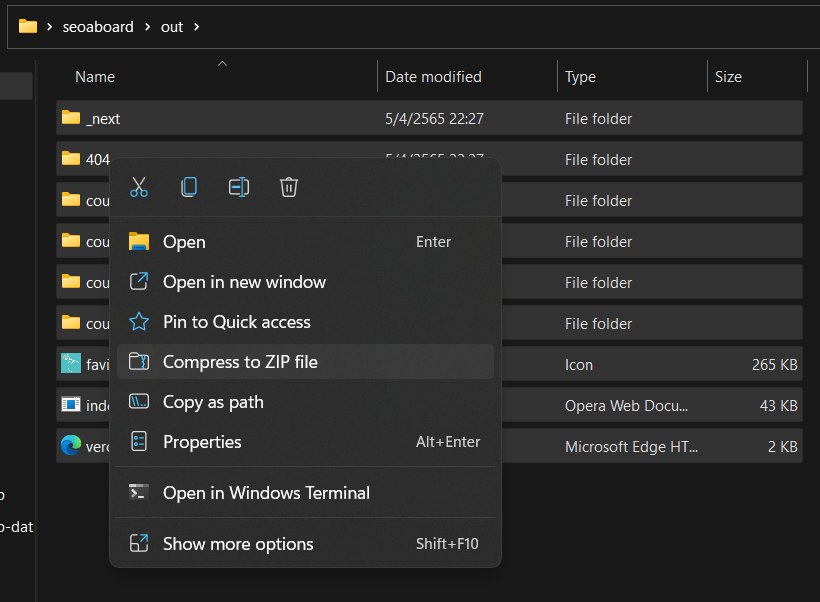 seoaboard > out >
Name Date modified Type Size
_next 5/4/2565 22:27 File folder
404 5/4/2565 22:27 File folder
cou File folder
cou File folder
cou File folder
cou File folder
favi Icon 265 KB
inde Opera Web Docu... 43 KB
verc Microsoft Edge HT... 2 KB
Open Enter
Open in new window
Pin to Quick access
Compress to ZIP file
Copy as path
Properties Alt+Enter
Open in Windows Terminal
Show more options Shift+F10
o-dat